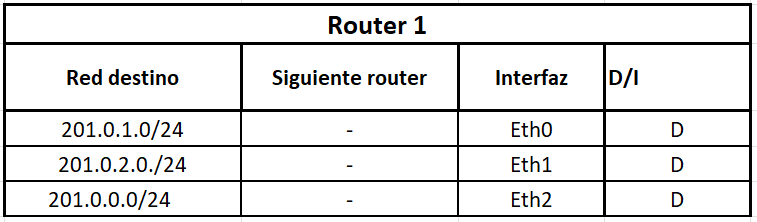 Router 1
Red destino Siguiente router Interfaz D/I
201.0.1.0/24 - Eth0 D
201.0.2.0./24 - Eth1 D
201.0.0.0/24 - Eth2 D